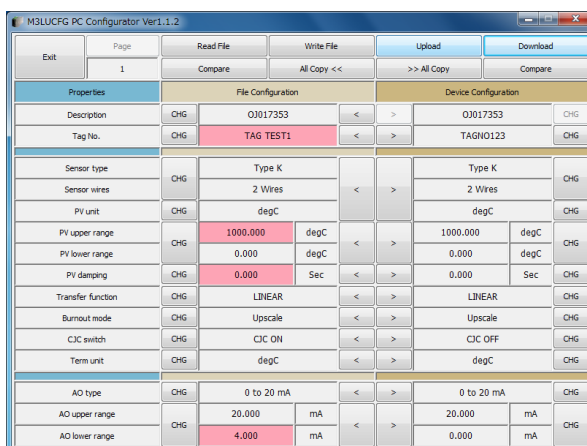 M3LUCFG PC Configurator Ver1.1.2
Exit Page Read File Write File Upload Download
1 Compare All Copy << >> All Copy Compare
Properties File Configuration Device Configuration
Description CHG OJ017353 < > OJ017353 CHG
Tag No. CHG TAG TEST1 < > TAGNO123 CHG
Sensor type CHG Type K < > Type K CHG
Sensor wires 2 Wires 2 Wires
PV unit CHG degC degC CHG
PV upper range CHG 1000.000 degC < > 1000.000 degC CHG
PV lower range 0.000 degC 0.000 degC
PV damping CHG 0.000 Sec < > 0.000 Sec CHG
Transfer function CHG LINEAR < > LINEAR CHG
Burnout mode CHG Upscale < > Upscale CHG
CJC switch CHG CJC ON < > CJC OFF CHG
Term unit CHG degC < > degC CHG
AO type CHG 0 to 20 mA < > 0 to 20 mA CHG
AO upper range CHG 20.000 mA < > 20.000 mA CHG
AO lower range 4.000 mA 0.000 mA